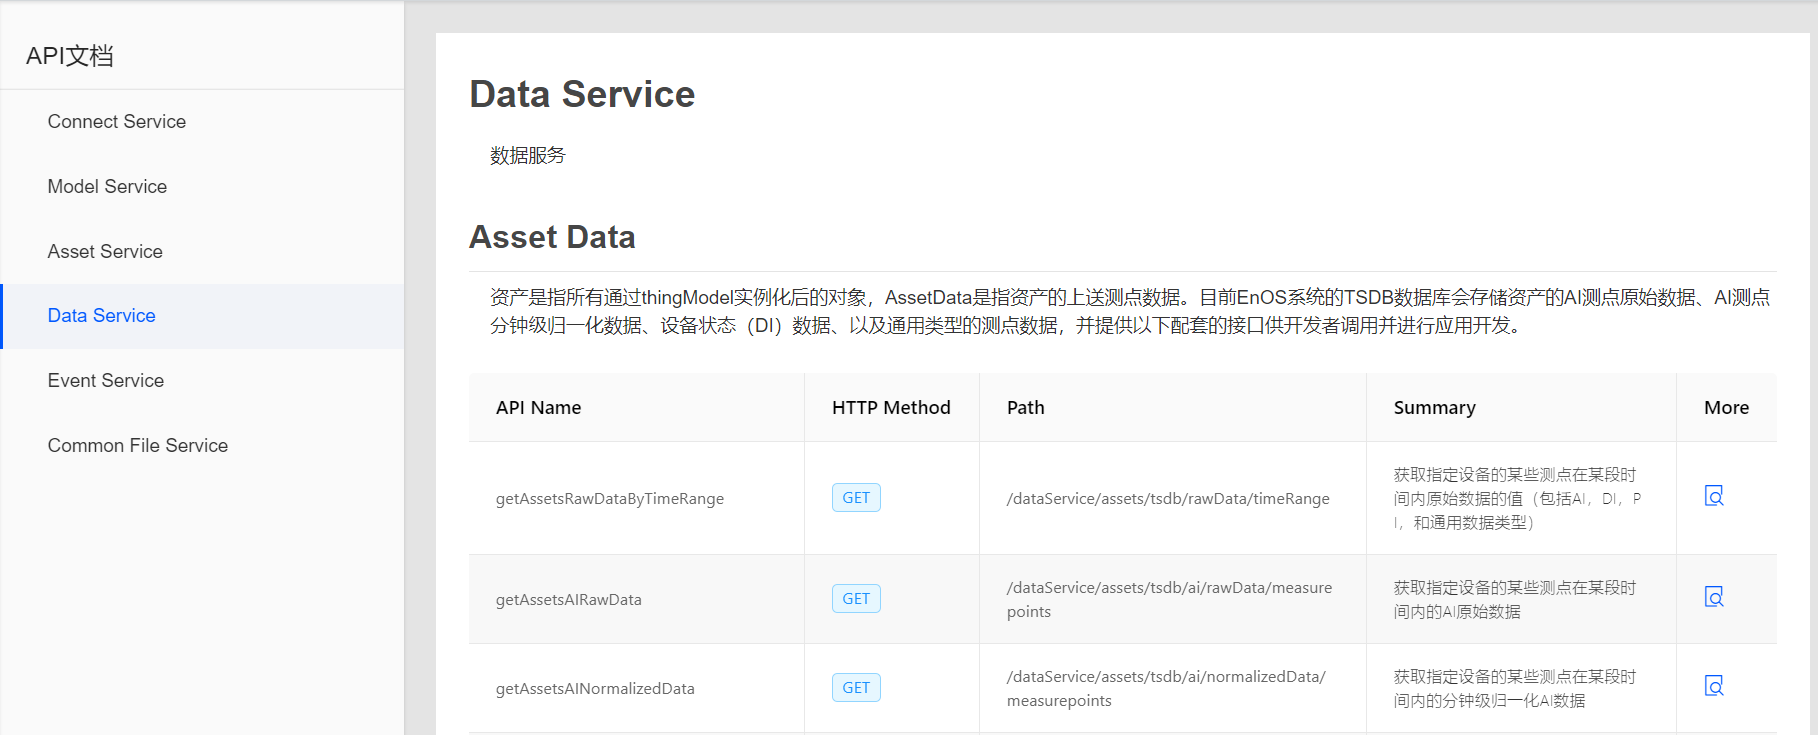 API文档
Connect Service
Model Service
Asset Service
Data Service
Event Service
Common File Service
Data Service
数据服务
Asset Data
资产是指所有通过thingModel实例化后的对象，AssetData是指资产的上送测点数据。目前EnOS系统的TSDB数据库会存储资产的AI测点原始数据、AI测点
分钟级归一化数据、设备状态（DI）数据、以及通用类型的测点数据，并提供以下配套的接口供开发者调用并进行应用开发。
API Name HTTP Method Path Summary More
getAssetsRawDataByTimeRange GET /dataService/assets/tsdb/rawData/timeRange
获取指定设备的某些测点在某段时
间内原始数据的值（包括AI，DI，P
I，和通用数据类型）
getAssetsAIRawData GET
/dataService/assets/tsdb/ai/rawData/measure
points
获取指定设备的某些测点在某段时
间内的AI原始数据
getAssetsAINormalizedData GET
/dataService/assets/tsdb/ai/normalizedData/
measurepoints
获取指定设备的某些测点在某段时
间内的分钟级归一化AI数据